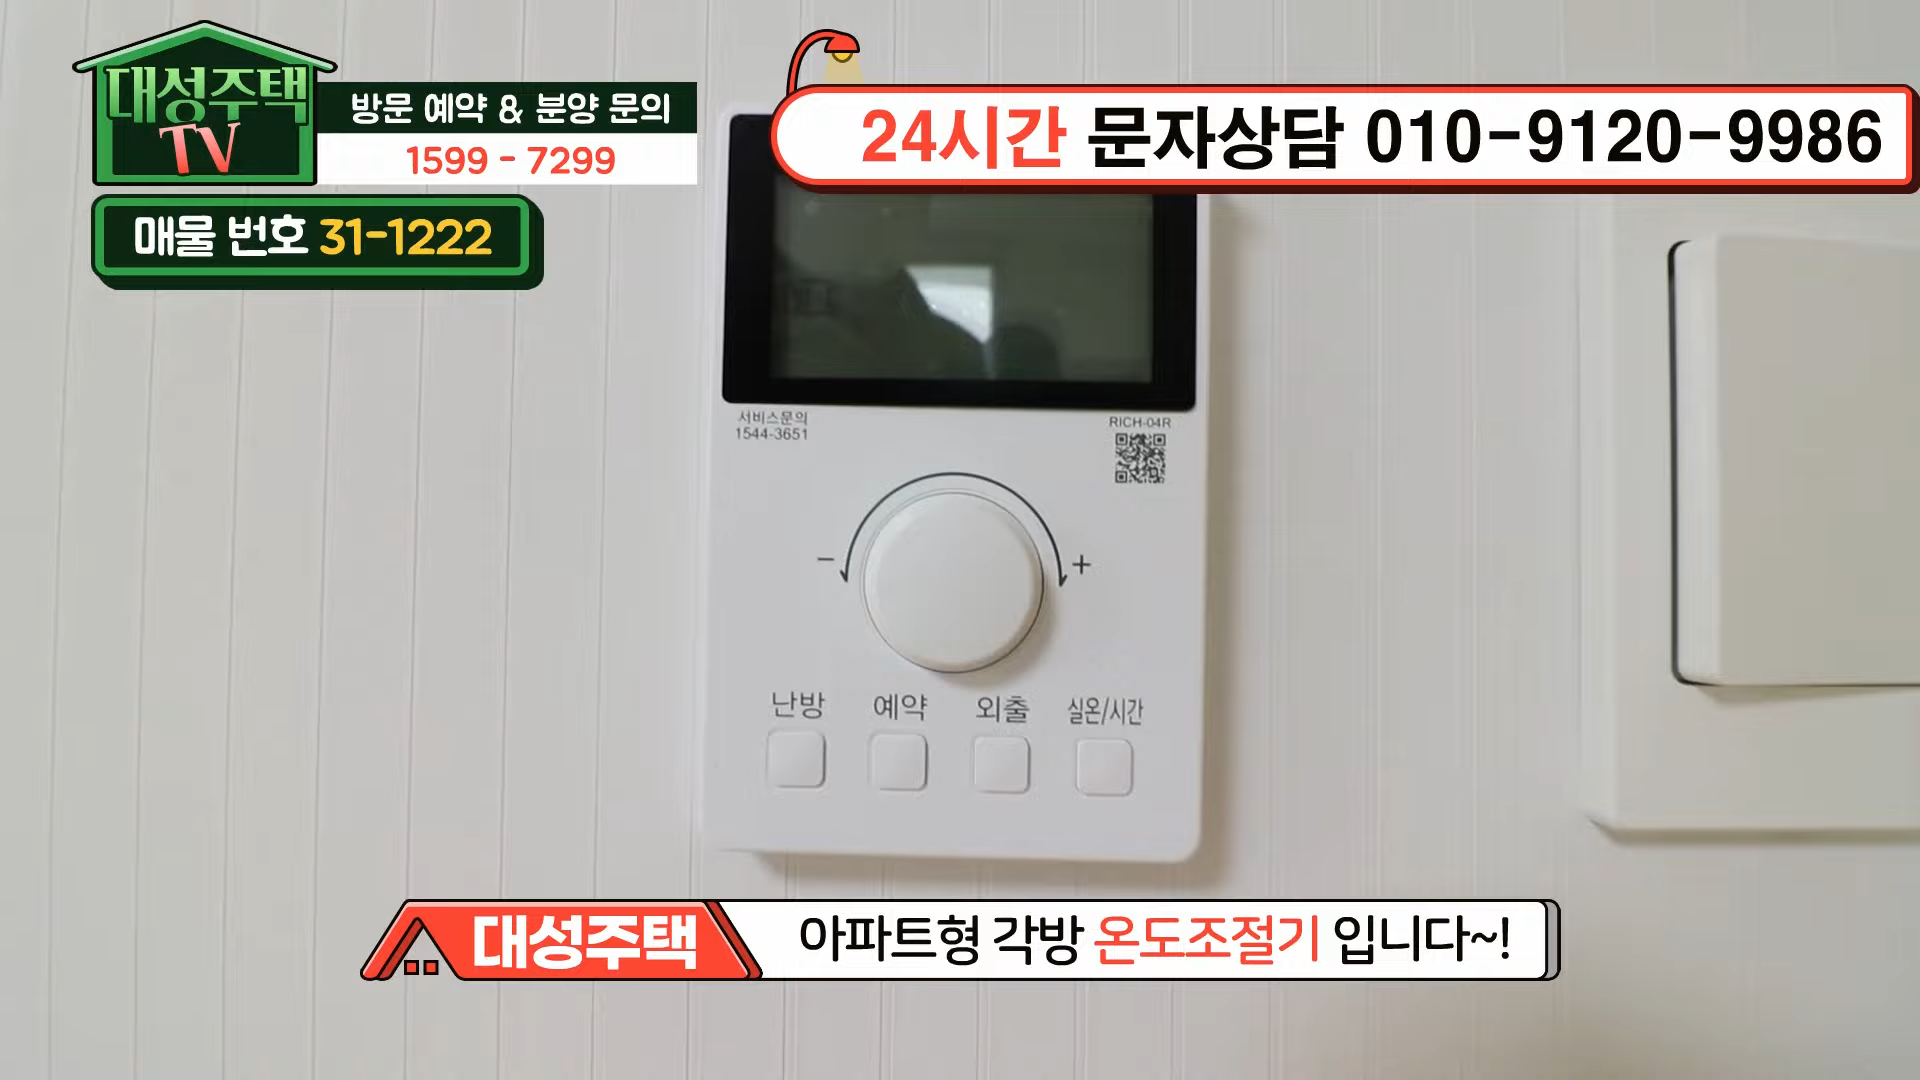 대성주택
TV
방문 예약 & 분양 문의
1599 - 7299
매물 번호 31-1222
24시간 문자상담 010-9120-9986
서비스문의
1544-3651
RICH-04R
- +
난방 예약 외출 실온/시간
대성주택 아파트형 각방 온도조절기 입니다~!